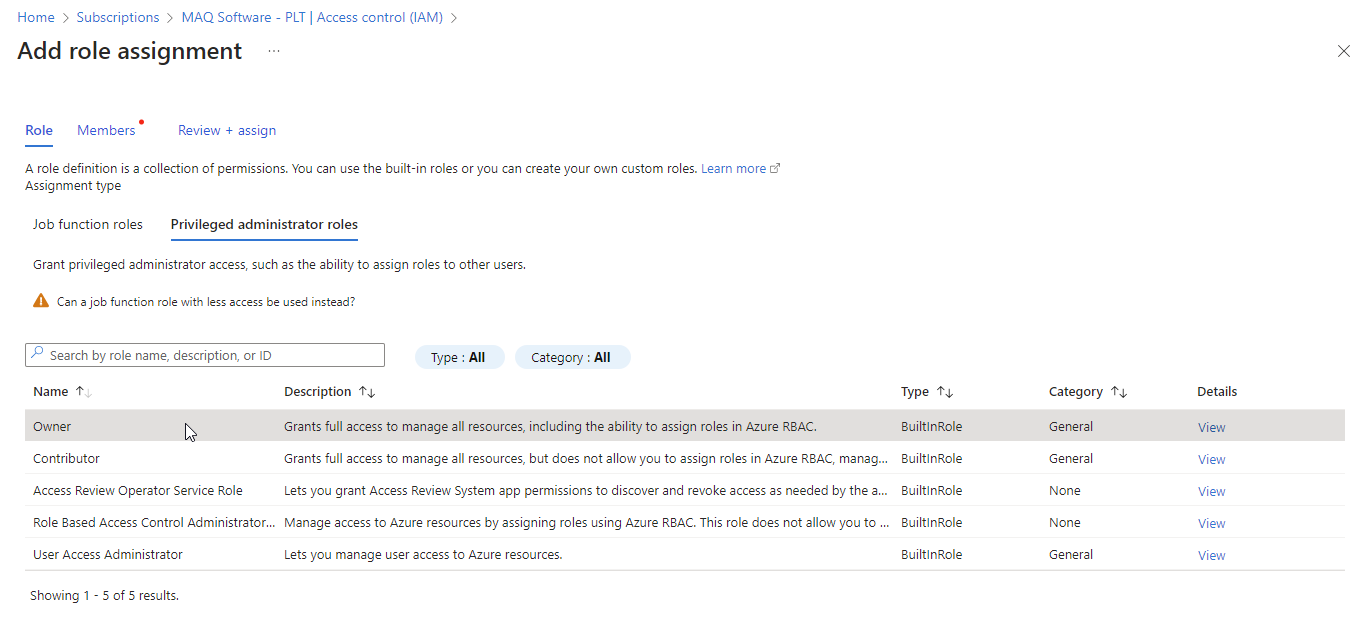 Home > Subscriptions > MAQ Software - PLT | Access control (IAM) >
Add role assignment ...
Role Members Review + assign
A role definition is a collection of permissions. You can use the built-in roles or you can create your own custom roles. Learn more
Assignment type
Job function roles Privileged administrator roles
Grant privileged administrator access, such as the ability to assign roles to other users.
Can a job function role with less access be used instead?
Search by role name, description, or ID Type : All Category : All
Name ↑↓ Description ↑↓ Type ↑↓ Category ↑↓ Details
Owner Grants full access to manage all resources, including the ability to assign roles in Azure RBAC. BuiltInRole General View
Contributor Grants full access to manage all resources, but does not allow you to assign roles in Azure RBAC, manag... BuiltInRole General View
Access Review Operator Service Role Lets you grant Access Review System app permissions to discover and revoke access as needed by the a... BuiltInRole None View
Role Based Access Control Administrator... Manage access to Azure resources by assigning roles using Azure RBAC. This role does not allow you to ... BuiltInRole None View
User Access Administrator Lets you manage user access to Azure resources. BuiltInRole General View
Showing 1 - 5 of 5 results.